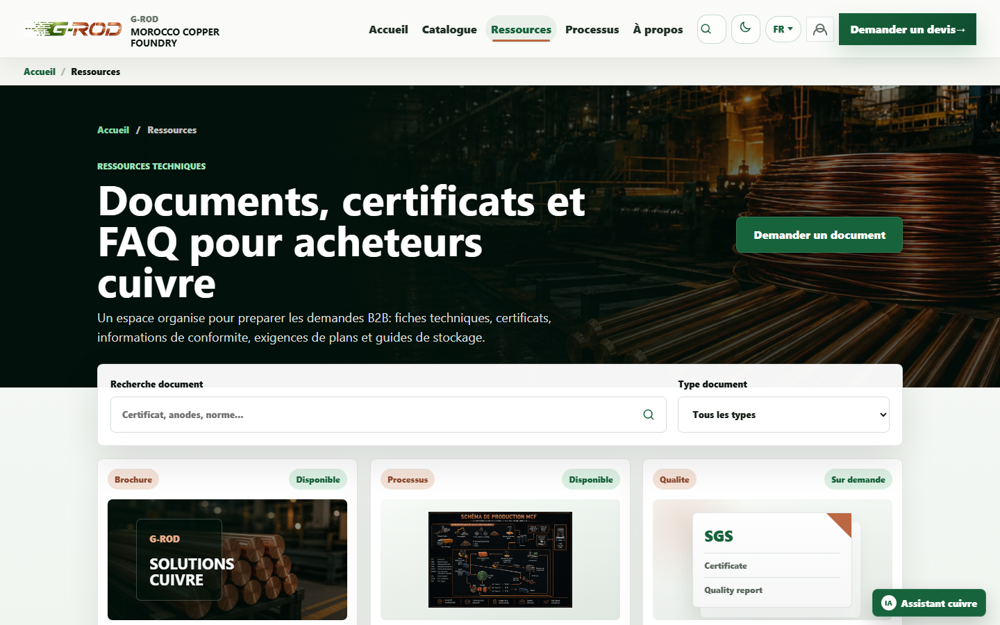 G-ROD
G-ROD
MOROCCO COPPER
FOUNDRY
Accueil
Catalogue
Ressources
Processus
À propos
FR
Demander un devis→
Accueil / Ressources
Accueil / Ressources
RESSOURCES TECHNIQUES
Documents, certificats et
FAQ pour acheteurs
cuivre
Un espace organise pour preparer les demandes B2B: fiches techniques, certificats,
informations de conformite, exigences de plans et guides de stockage.
Demander un document
Recherche document
Type document
Certificat, anodes, norme...
Tous les types
Brochure
Disponible
G-ROD
SOLUTIONS
CUIVRE
Processus
Disponible
SCHÉMA DE PRODUCTION MCF
Qualite
Sur demande
SGS
Certificate
Quality report
IA Assistant cuivre